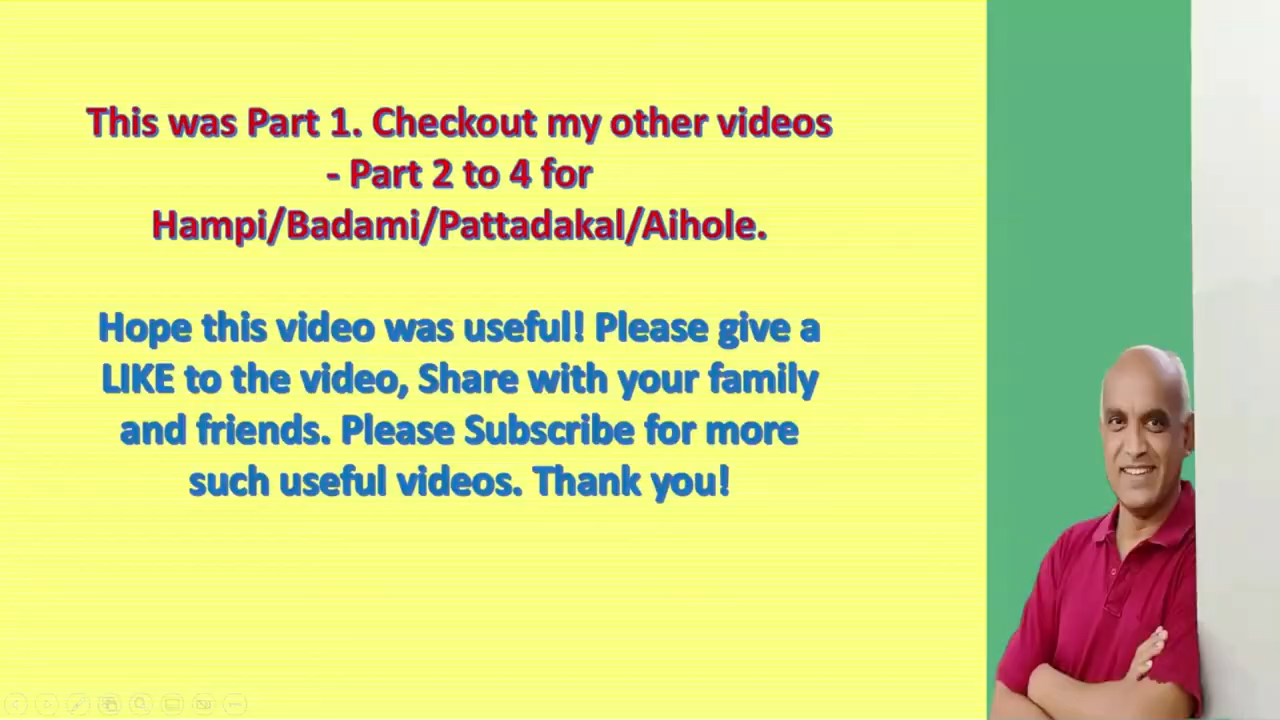 This was Part 1. Checkout my other videos
- Part 2 to 4 for
Hampi/Badami/Pattadakal/Aihole.
Hope this video was useful! Please give a
LIKE to the video, Share with your family
and friends. Please Subscribe for more
such useful videos. Thank you!